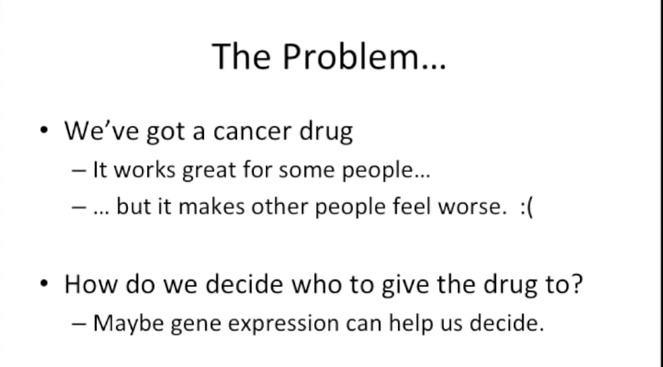 The Problem...
• We've got a cancer drug
– It works great for some people...
– ... but it makes other people feel worse. :(
• How do we decide who to give the drug to?
– Maybe gene expression can help us decide.